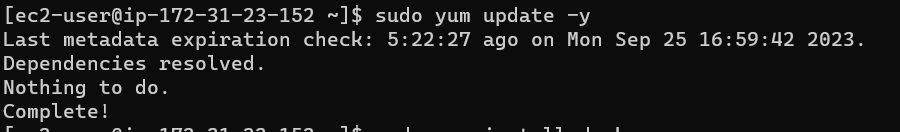 [ec2-user@ip-172-31-23-152 ~]$ sudo yum update -y
Last metadata expiration check: 5:22:27 ago on Mon Sep 25 16:59:42 2023.
Dependencies resolved.
Nothing to do.
Complete!